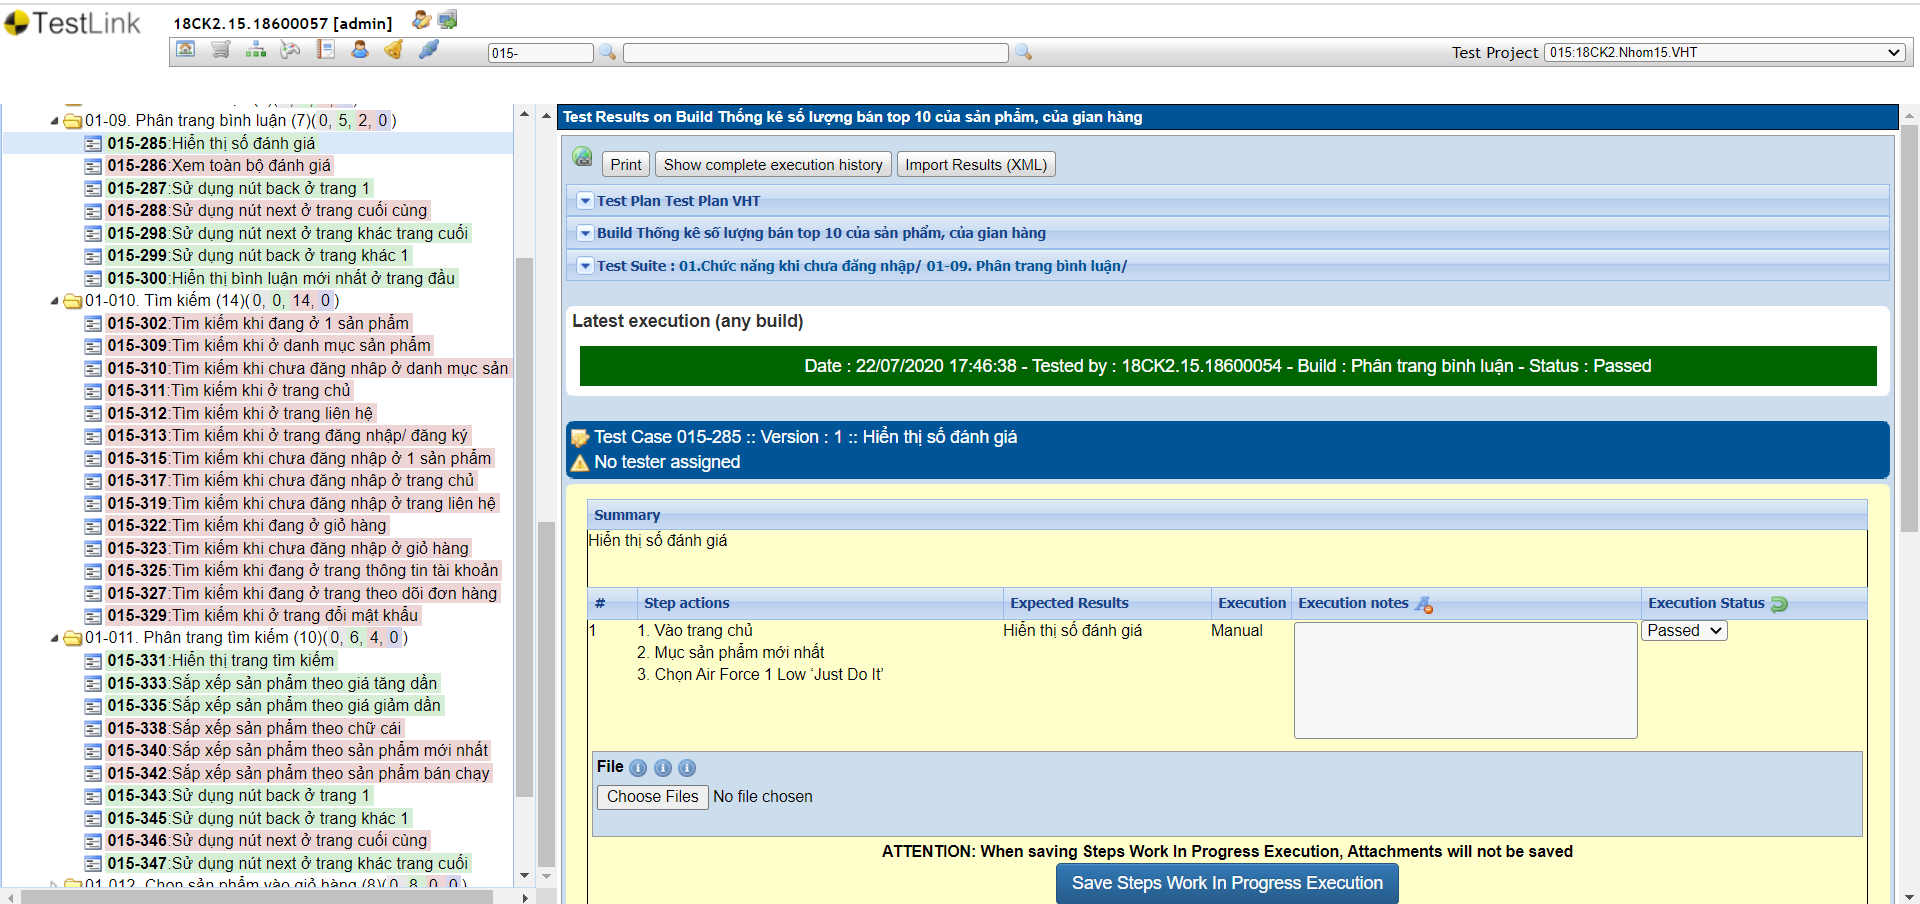 TestLink
18CK2.15.18600057 [admin]
015-
Test Project 015:18CK2.Nhom15.VHT
01-09. Phân trang bình luận (7)(0, 5, 2, 0)
015-285:Hiển thị số đánh giá
015-286:Xem toàn bộ đánh giá
015-287:Sử dụng nút back ở trang 1
015-288:Sử dụng nút next ở trang cuối cùng
015-298:Sử dụng nút next ở trang khác trang cuối
015-299:Sử dụng nút back ở trang khác 1
015-300:Hiển thị bình luận mới nhất ở trang đầu
01-010. Tìm kiếm (14)(0, 0, 14, 0)
015-302:Tìm kiếm khi đang ở 1 sản phẩm
015-309:Tìm kiếm khi ở danh mục sản phẩm
015-310:Tìm kiếm khi chưa đăng nhâp ở danh mục sản
015-311:Tìm kiếm khi ở trang chủ
015-312:Tìm kiếm khi ở trang liên hệ
015-313:Tìm kiếm khi ở trang đăng nhập/ đăng ký
015-315:Tìm kiếm khi chưa đăng nhâp ở 1 sản phẩm
015-317:Tìm kiếm khi chưa đăng nhâp ở trang chủ
015-319:Tìm kiếm khi chưa đăng nhâp ở trang liên hệ
015-322:Tìm kiếm khi đang ở giỏ hàng
015-323:Tìm kiếm khi chưa đăng nhập ở giỏ hàng
015-325:Tìm kiếm khi đang ở trang thông tin tài khoản
015-327:Tìm kiếm khi đang ở trang theo dõi đơn hàng
015-329:Tìm kiếm khi ở trang đổi mật khẩu
01-011. Phân trang tìm kiếm (10)(0, 6, 4, 0)
015-331:Hiển thị trang tìm kiếm
015-333:Sắp xếp sản phẩm theo giá tăng dần
015-335:Sắp xếp sản phẩm theo giá giảm dần
015-338:Sắp xếp sản phẩm theo chữ cái
015-340:Sắp xếp sản phẩm theo sản phẩm mới nhất
015-342:Sắp xếp sản phẩm theo sản phẩm bán chạy
015-343:Sử dụng nút back ở trang 1
015-345:Sử dụng nút back ở trang khác 1
015-346:Sử dụng nút next ở trang cuối cùng
015-347:Sử dụng nút next ở trang khác trang cuối
01-012. Chọn sản phẩm vào giỏ hàng (8)(0, 8, 0, 0)
Test Results on Build Thống kê số lượng bán top 10 của sản phẩm, của gian hàng
Print Show complete execution history Import Results (XML)
Test Plan Test Plan VHT
Build Thống kê số lượng bán top 10 của sản phẩm, của gian hàng
Test Suite : 01.Chức năng khi chưa đăng nhập/ 01-09. Phân trang bình luận/
Latest execution (any build)
Date : 22/07/2020 17:46:38 - Tested by : 18CK2.15.18600054 - Build : Phân trang bình luận - Status : Passed
Test Case 015-285 :: Version : 1 :: Hiển thị số đánh giá
No tester assigned
Summary
Hiển thị số đánh giá
# Step actions Expected Results Execution Execution notes Execution Status
1 1. Vào trang chủ Hiển thị số đánh giá Manual Passed
2. Mục sản phẩm mới nhất
3. Chọn Air Force 1 Low ‘Just Do It’
File
Choose Files No file chosen
ATTENTION: When saving Steps Work In Progress Execution, Attachments will not be saved
Save Steps Work In Progress Execution